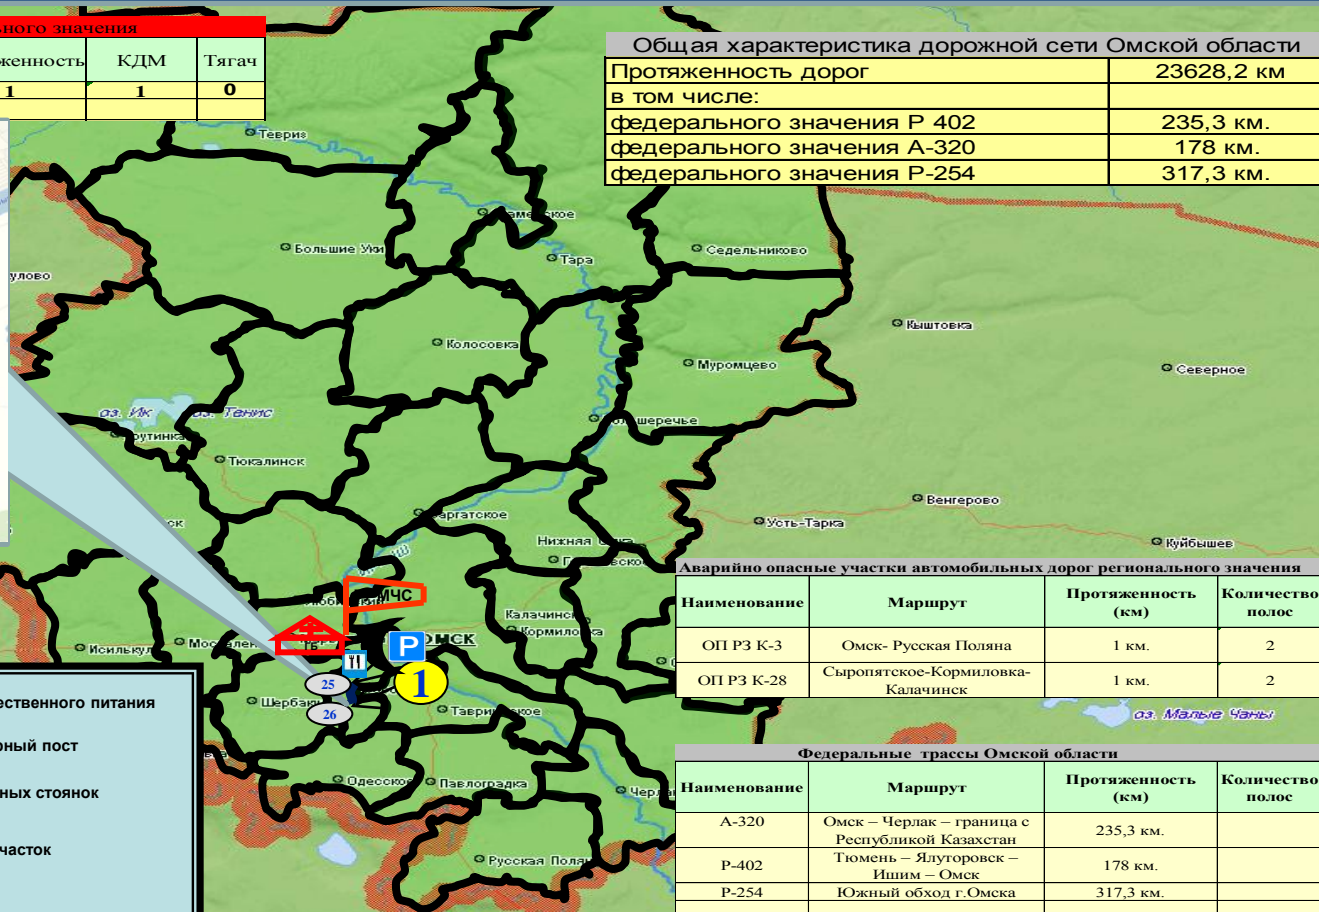 ного значения
женность КДМ Тягач
1 1 0
Общая характеристика дорожной сети Омской области
Протяженность дорог 23628,2 км
в том числе:
федерального значения Р 402 235,3 км.
федерального значения А-320 178 км.
федерального значения Р-254 317,3 км.
Тевриз
Большие Уки
Тара
Седельниково
улово
Кыштовка
Колосовка
Муромцево
Северное
оз. Ик оз. Тенис
Тюкалинск
Венгерово
Усть-Тарка
Куйбышев
Нижняя
МЧС
Калачинск
Кормиловка
ОМСК
Р
Исилькул
25
1
26
Одесское
Павлоградка
оз. Малые Чаны
Аварийно опасные участки автомобильных дорог регионального значения
Наименование Маршрут Протяженность (км) Количество полос
ОП РЗ К-3 Омск- Русская Поляна 1 км. 2
ОП РЗ К-28 Сыропятское-Кормиловка-Калачинск 1 км. 2
ественного питания
рный пост
ных стоянок
часток
Федеральные трассы Омской области
Наименование Маршрут Протяженность (км) Количество полос
А-320 Омск – Черлак – граница с Республикой Казахстан 235,3 км.
Р-402 Тюмень – Ялуторовск – Ишим – Омск 178 км.
Р-254 Южный обход г.Омска 317,3 км.